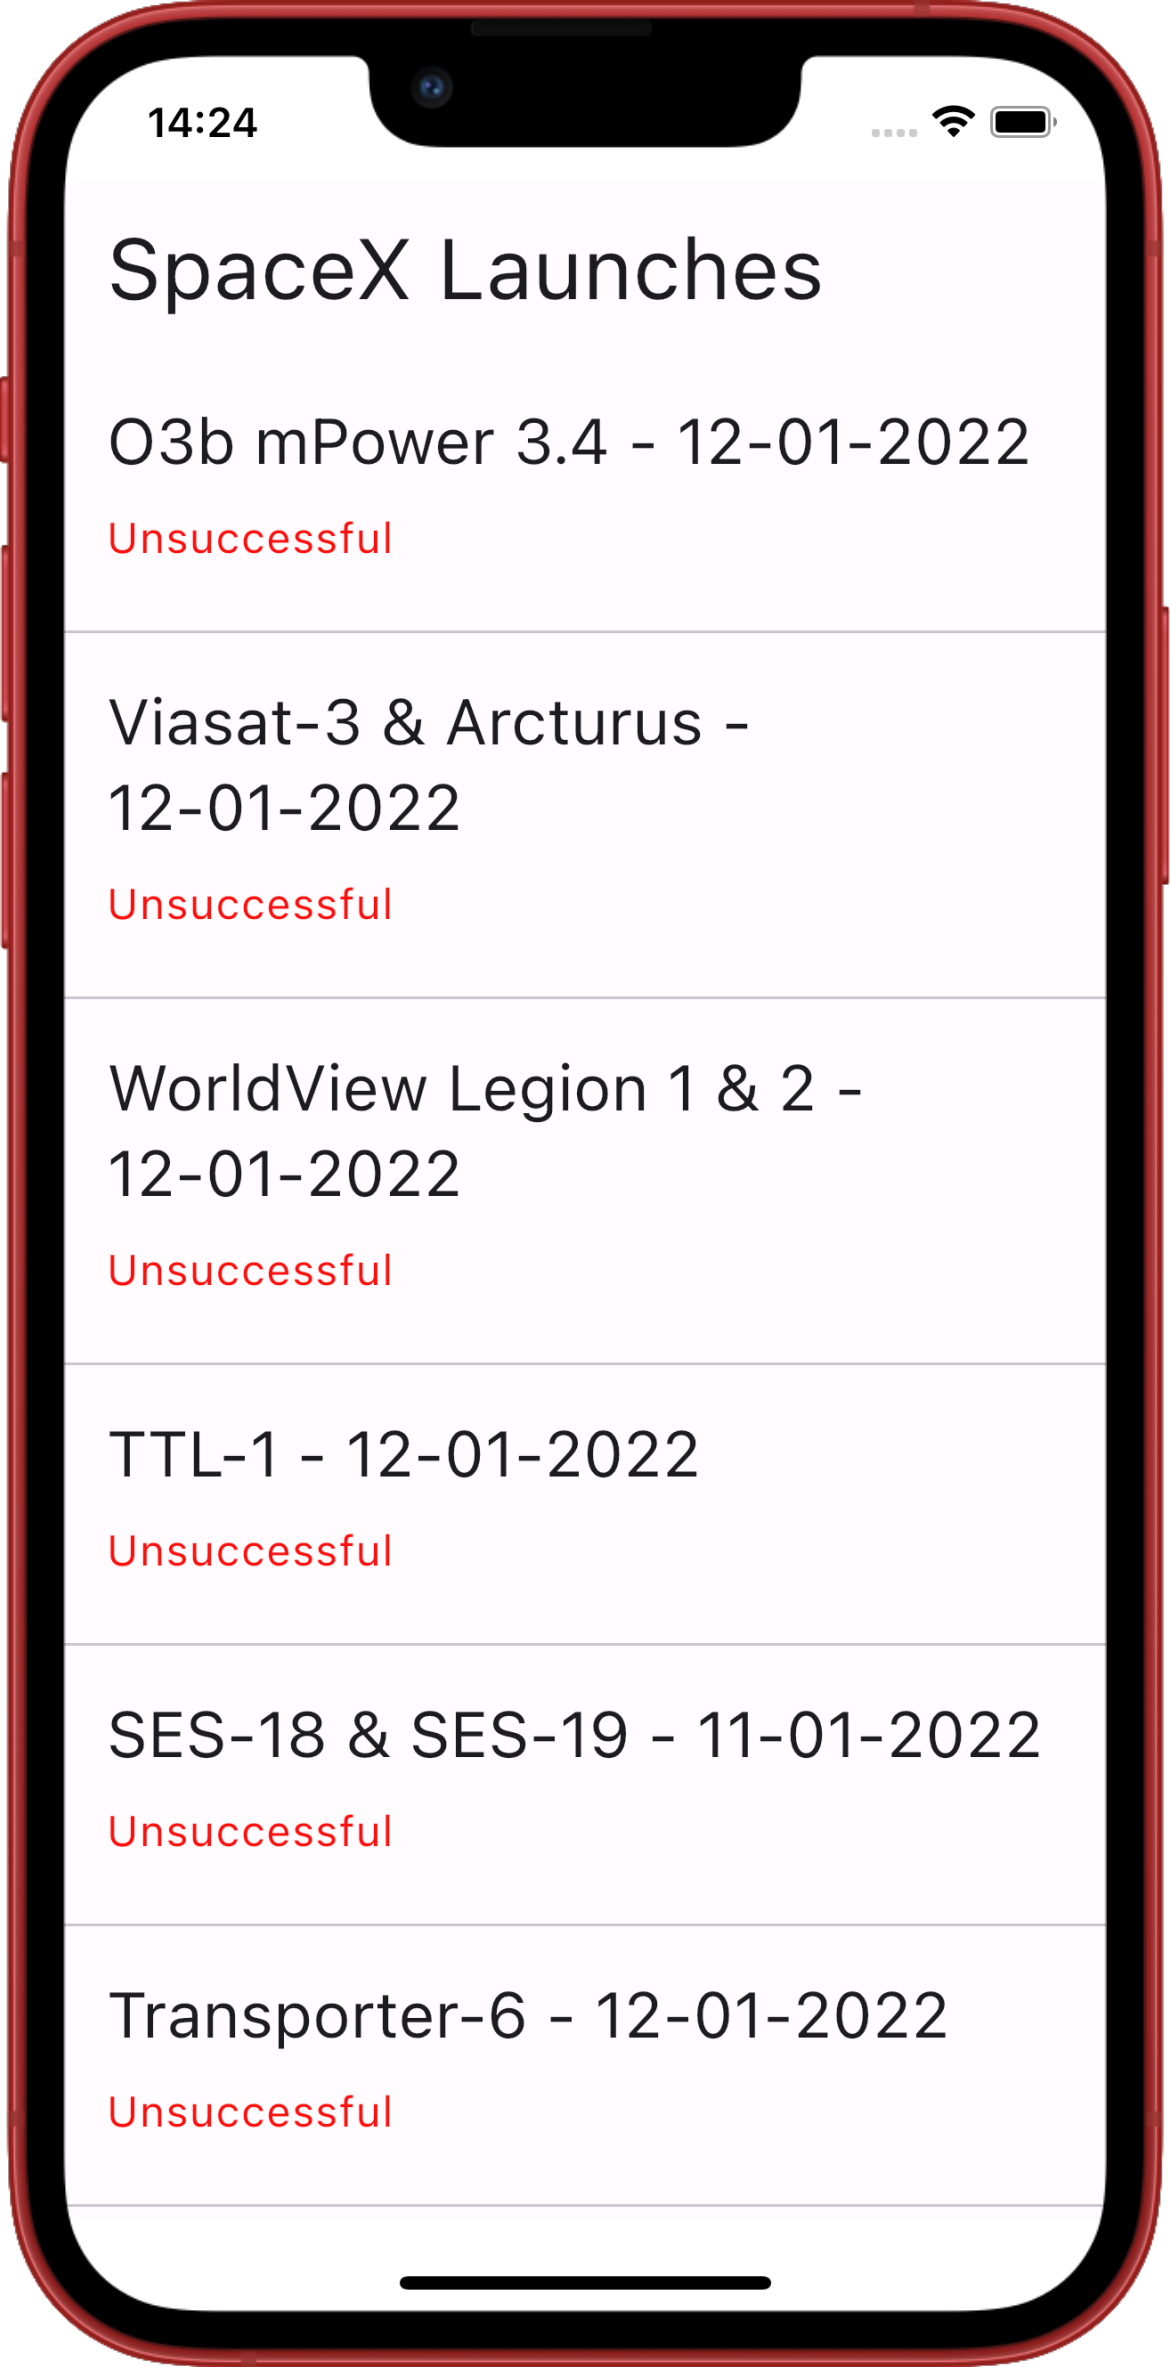 14:24
SpaceX Launches
O3b mPower 3.4 - 12-01-2022
Unsuccessful
Viasat-3 & Arcturus -
12-01-2022
Unsuccessful
WorldView Legion 1 & 2 -
12-01-2022
Unsuccessful
TTL-1 - 12-01-2022
Unsuccessful
SES-18 & SES-19 - 11-01-2022
Unsuccessful
Transporter-6 - 12-01-2022
Unsuccessful